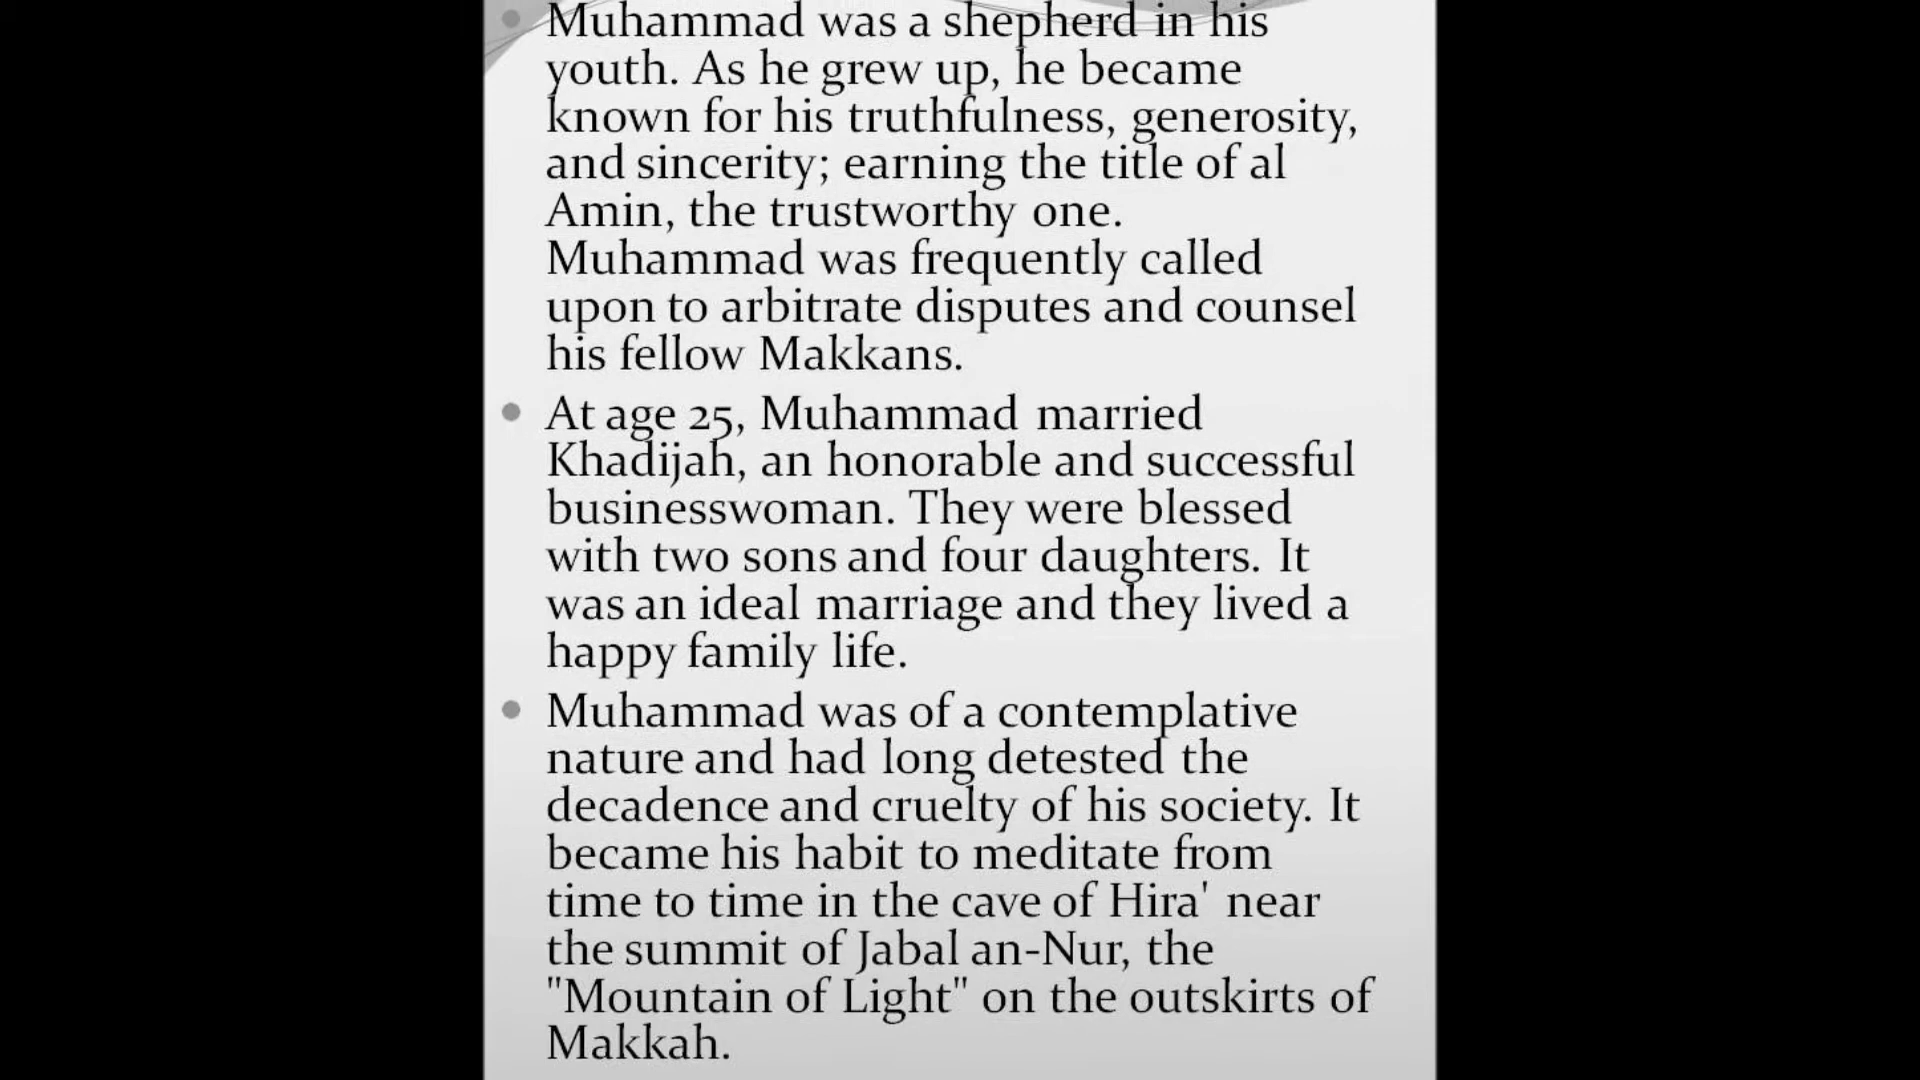 Muhammad was a shepherd in his
youth. As he grew up, he became
known for his truthfulness, generosity,
and sincerity; earning the title of al
Amin, the trustworthy one.
Muhammad was frequently called
upon to arbitrate disputes and counsel
his fellow Makkans.
At age 25, Muhammad married
Khadijah, an honorable and successful
businesswoman. They were blessed
with two sons and four daughters. It
was an ideal marriage and they lived a
happy family life.
Muhammad was of a contemplative
nature and had long detested the
decadence and cruelty of his society. It
became his habit to meditate from
time to time in the cave of Hira' near
the summit of Jabal an-Nur, the
"Mountain of Light" on the outskirts of
Makkah.